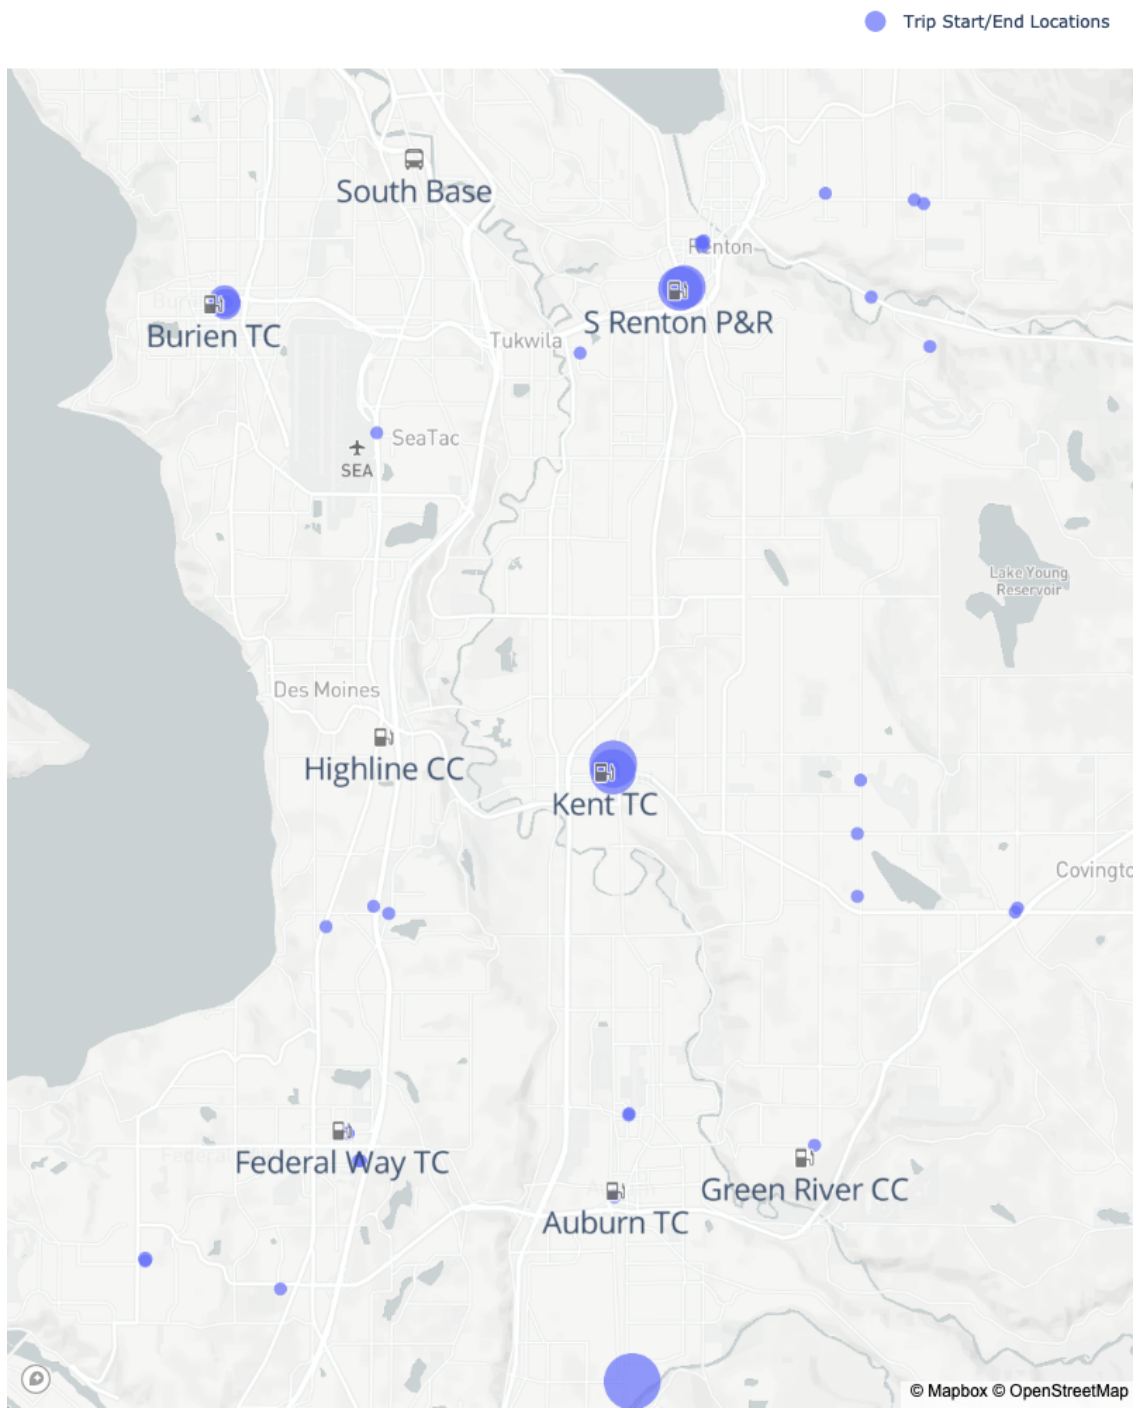 Trip Start/End Locations
South Base
Renton
Burien TC
S Renton P&R
Tukwila
SeaTac
SEA
Lake Young
Reservoir
Des Moines
Highline CC
Kent TC
Covingto
Federal Way TC
Green River CC
Auburn TC
© Mapbox © OpenStreetMap